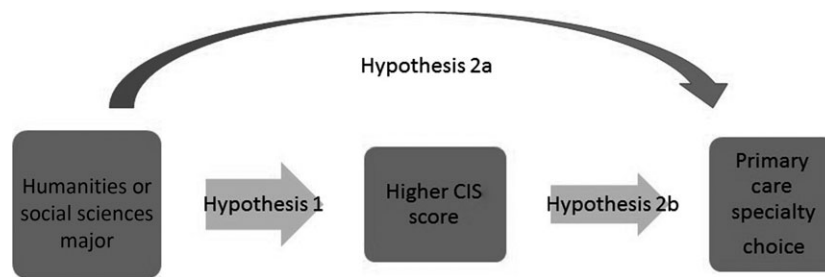 Hypothesis 2a
Humanities or
social sciences
major
Hypothesis 1
Higher CIS
score
Hypothesis 2b
Primary
care
specialty
choice